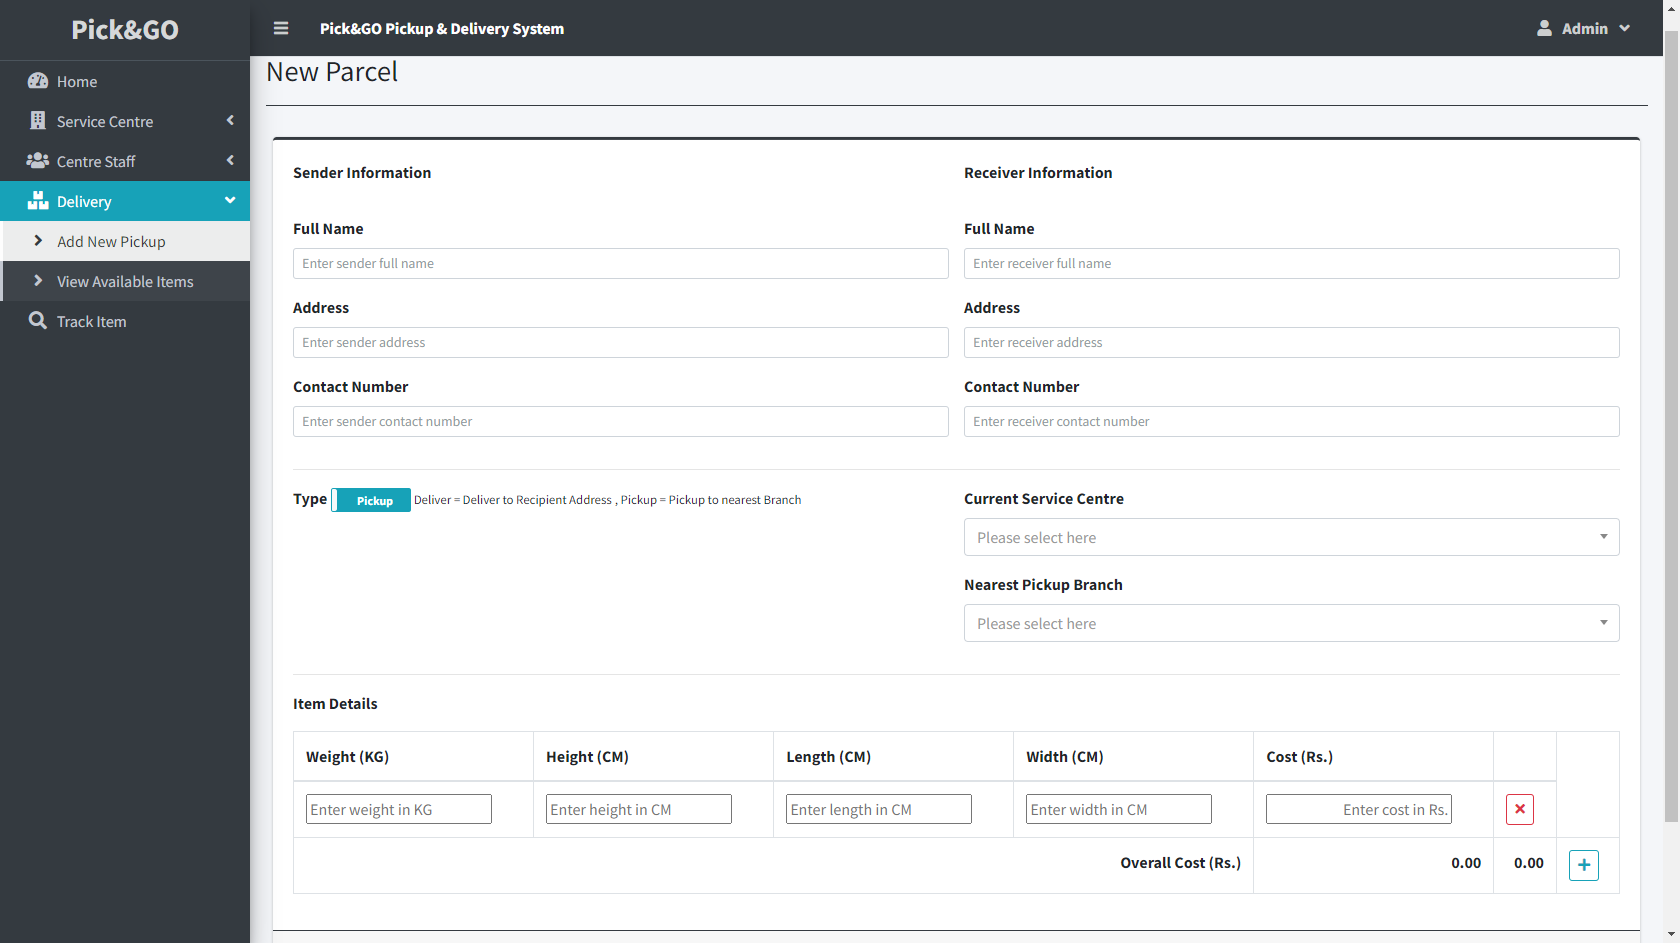 Pick&GO
Pick&GO Pickup & Delivery System
Admin
Home
Service Centre
Centre Staff
Delivery
Add New Pickup
View Available Items
Track Item
New Parcel
Sender Information
Full Name
Enter sender full name
Address
Enter sender address
Contact Number
Enter sender contact number
Receiver Information
Full Name
Enter receiver full name
Address
Enter receiver address
Contact Number
Enter receiver contact number
Type Pickup Deliver = Deliver to Recipient Address , Pickup = Pickup to nearest Branch
Current Service Centre
Please select here
Nearest Pickup Branch
Please select here
Item Details
Weight (KG) Height (CM) Length (CM) Width (CM) Cost (Rs.)
Enter weight in KG Enter height in CM Enter length in CM Enter width in CM Enter cost in Rs.
Overall Cost (Rs.) 0.00 0.00